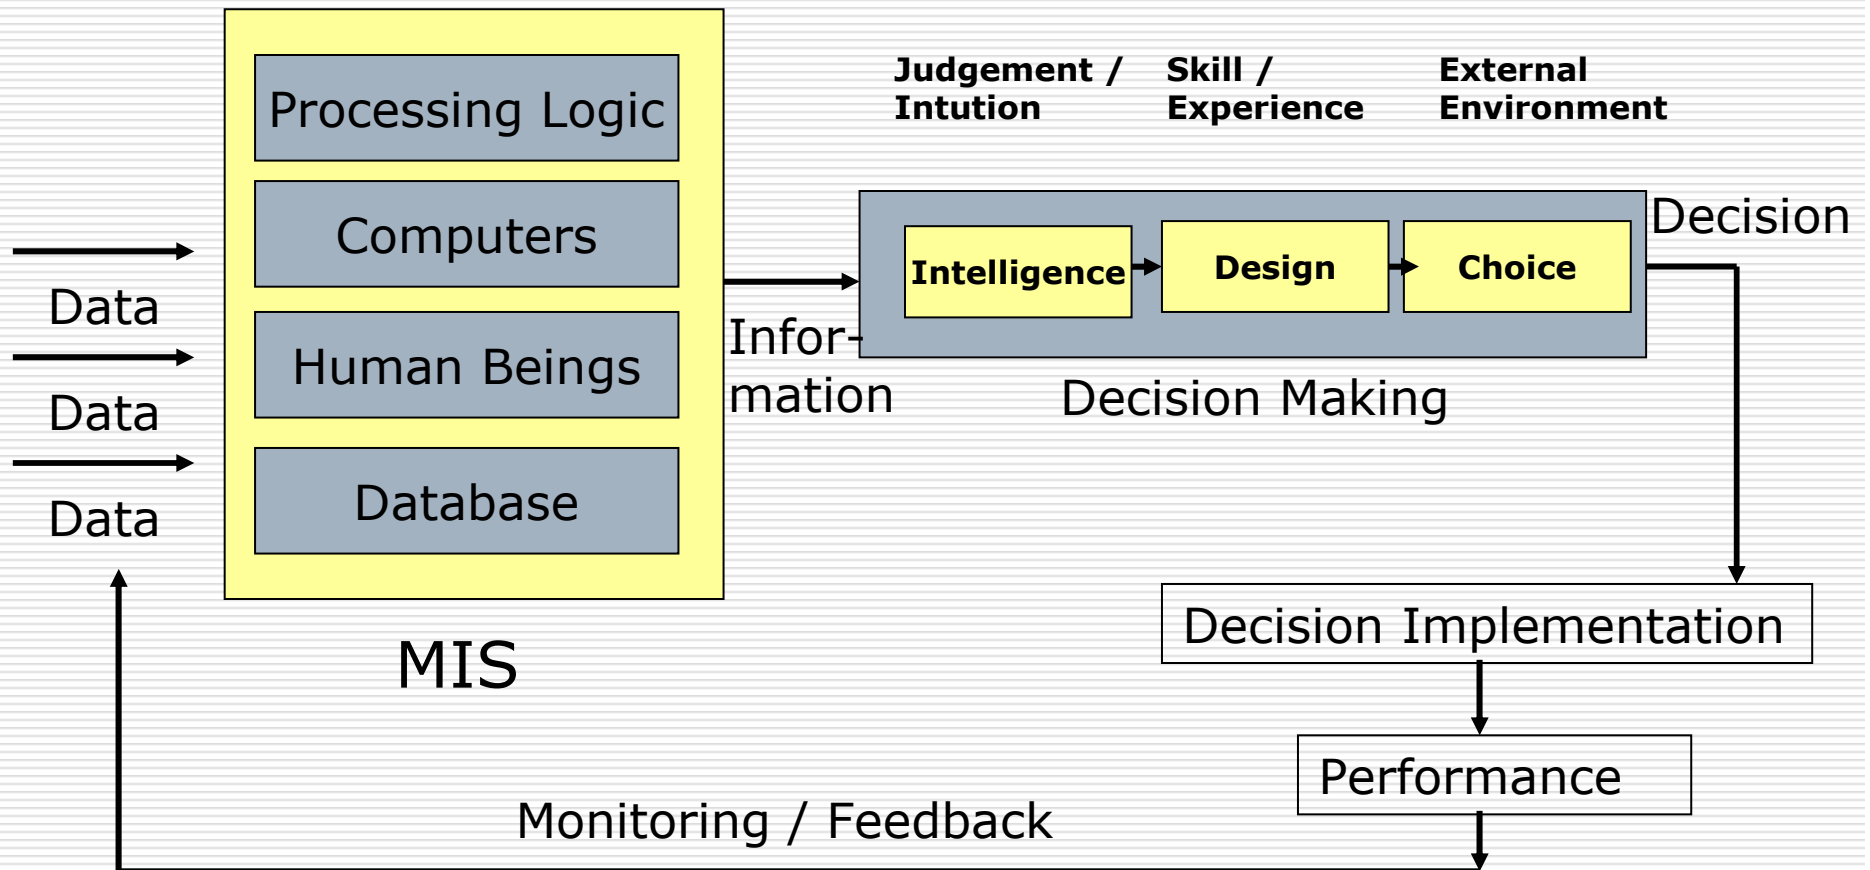 Processing Logic
Computers
Human Beings
Database
MIS
Data
Data
Data
Infor-
mation
Judgement /
Intution
Skill /
Experience
External
Environment
Intelligence
Design
Choice
Decision Making
Decision
Decision Implementation
Performance
Monitoring / Feedback